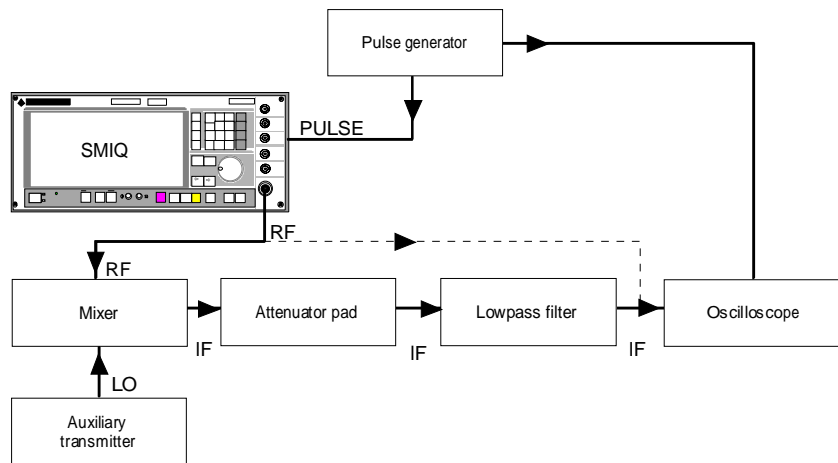 Pulse generator
PULSE
SMIQ
RF
RF
Mixer
Attenuator pad
Lowpass filter
Oscilloscope
IF
IF
IF
LO
Auxiliary
transmitter